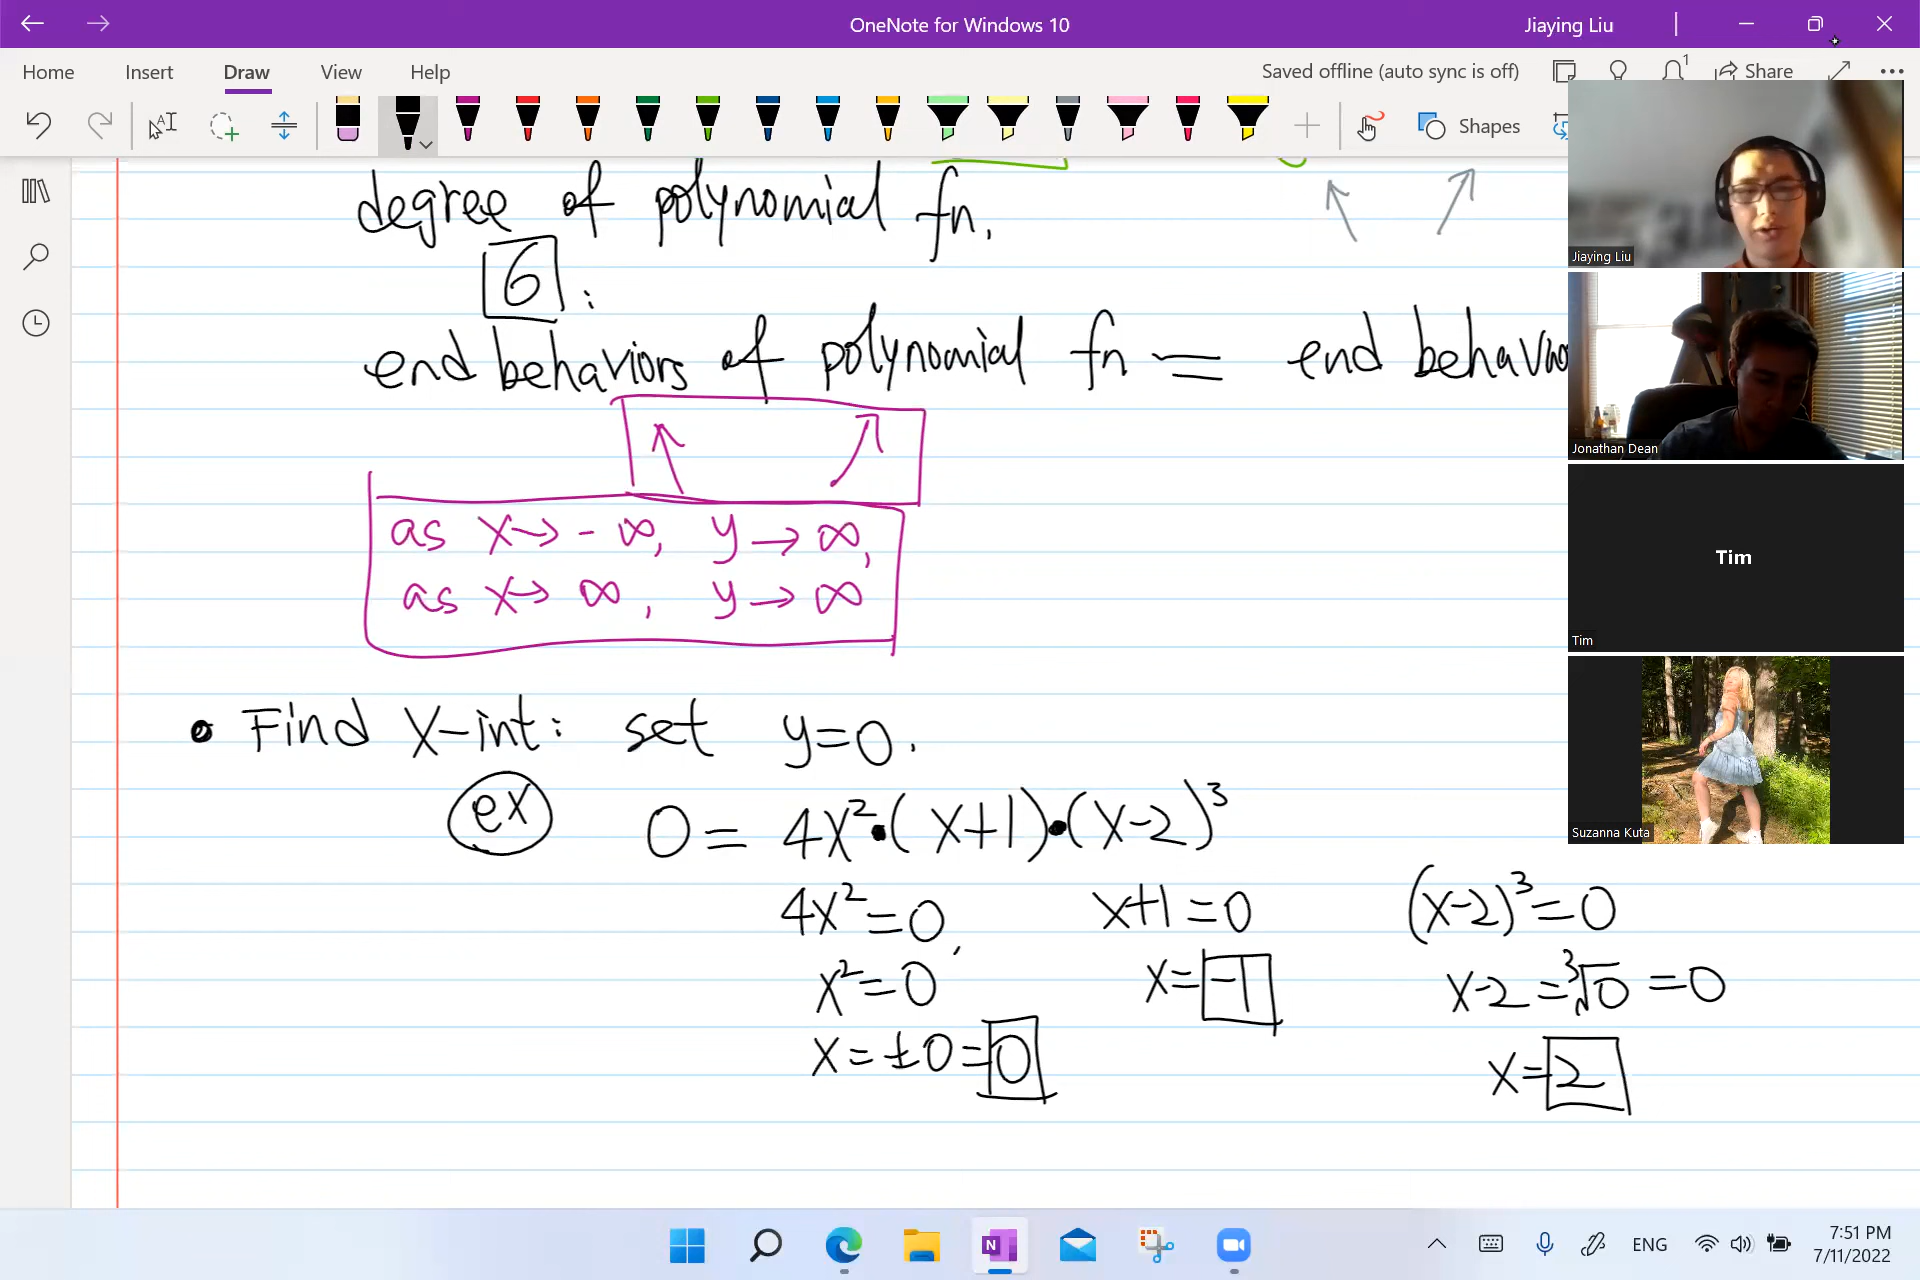 OneNote for Windows 10
Jiaying Liu
Home Insert Draw View Help
Saved offline (auto sync is off)
1
Share
Shapes
degree of polynomial fn.
6 :
end behaviors of polynomial fn = end behavio
as x→ - ∞, y → ∞,
as x→ ∞, y → ∞
• Find x-int: set y=0.
ex 0 = 4x²•(x+1)•(x-2)³
4x²=0, x+1=0 (x-2)³=0
x²=0 x=-1 x-2=³√0 =0
x=±0=0 x=2
Jiaying Liu
Jonathan Dean
Tim
Tim
Suzanna Kuta
ENG
7:51 PM
7/11/2022